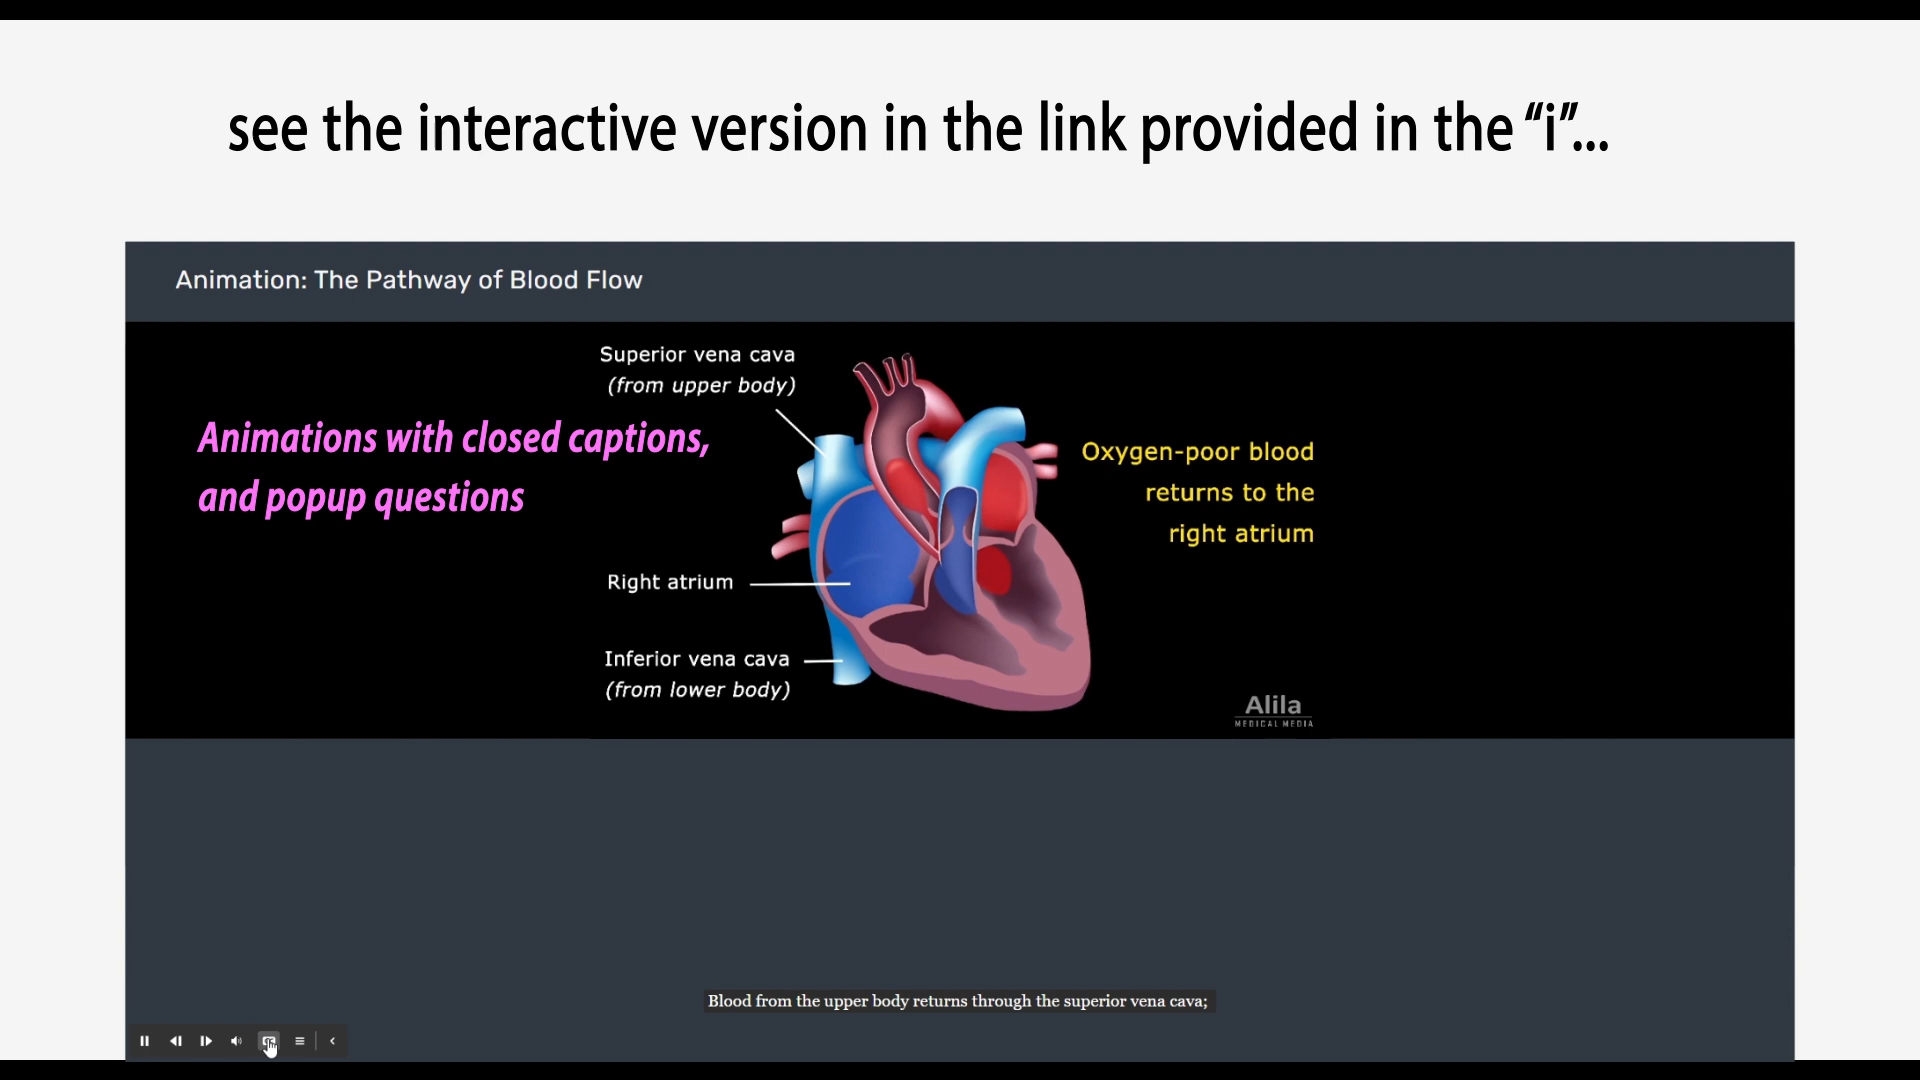 see the interactive version in the link provided in the “i”...
Animation: The Pathway of Blood Flow
Superior vena cava
(from upper body)
Animations with closed captions,
and popup questions
Oxygen-poor blood
returns to the
right atrium
Right atrium
Inferior vena cava
(from lower body)
Alila
MEDICAL MEDIA
Blood from the upper body returns through the superior vena cava;